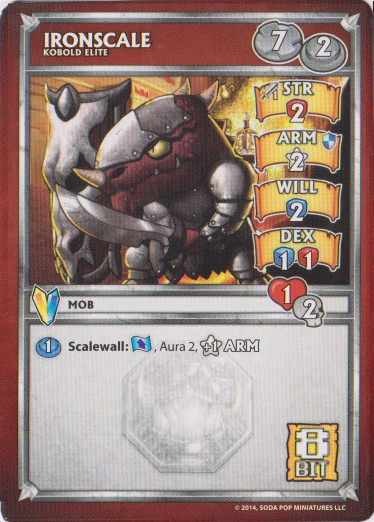 IRONSCALE
KOBOLD ELITE
7 2
STR
2
ARM
2
WILL
2
DEX
1 1
1
2
MOB
1 Scalewall: , Aura 2, +1 ARM
8
BIT
© 2014, SODA POP MINIATURES LLC